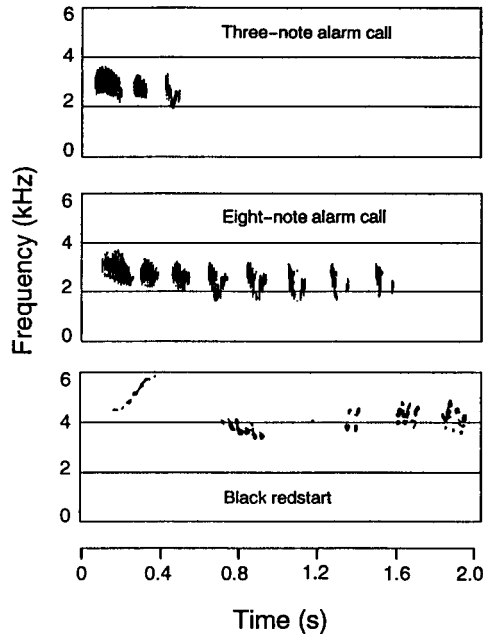 6
Three-note alarm call
4
2
0
6
Eight-note alarm call
4
2
0
6
4
2
Black redstart
0
Frequency (kHz)
0 0.4 0.8 1.2 1.6 2.0
Time (s)